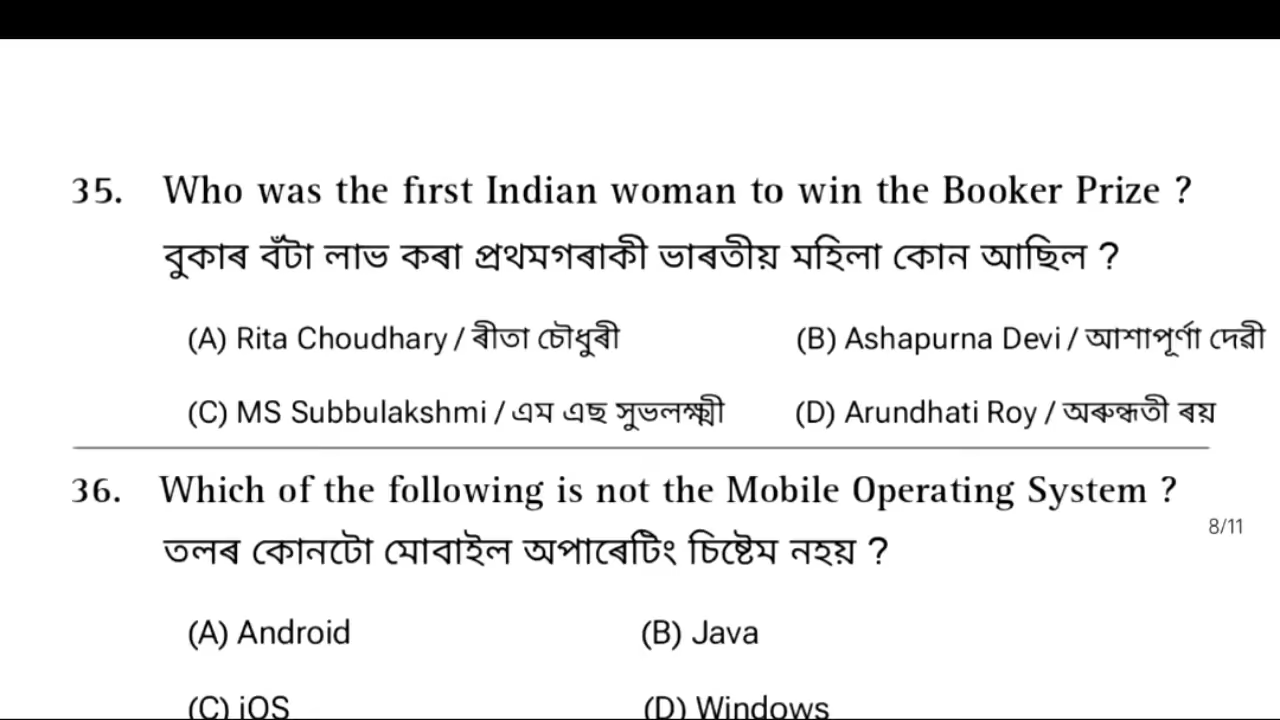 35. Who was the first Indian woman to win the Booker Prize ?
বুকাৰ বঁটা লাভ কৰা প্ৰথমগৰাকী ভাৰতীয় মহিলা কোন আছিল ?
(A) Rita Choudhary / ৰীতা চৌধুৰী (B) Ashapurna Devi / আশাপূৰ্ণা দেৱী
(C) MS Subbulakshmi / এম এছ সুভলক্ষ্মী (D) Arundhati Roy / অৰুন্ধতী ৰয়
36. Which of the following is not the Mobile Operating System ?
8/11
তলৰ কোনটো মোবাইল অপাৰেটিং চিষ্টেম নহয় ?
(A) Android (B) Java
(C) iOS (D) Windows